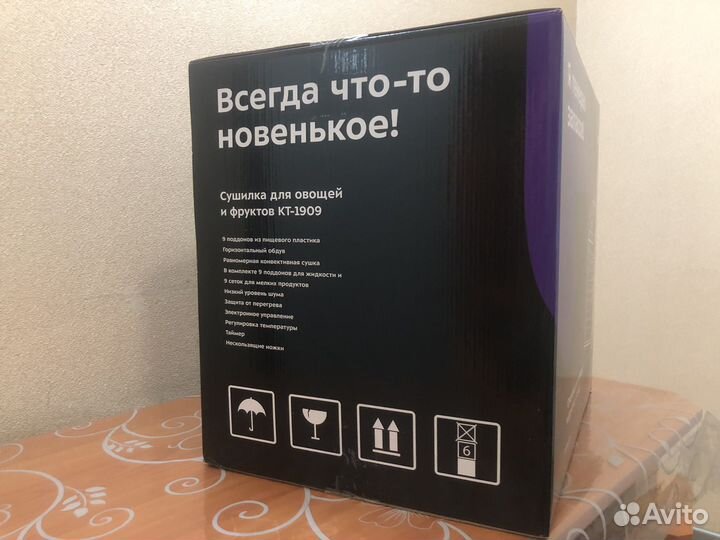 Всегда что-то
новенькое!
Сушилка для овощей
и фруктов КТ-1909
9 поддонов из пищевого пластика
Горизонтальный обдув
Равномерная конвективная сушка
В комплекте 9 поддонов для жидкости и
9 сеток для мелких продуктов
Низкий уровень шума
Защита от перегрева
Электронное управление
Регулировка температуры
Таймер
Нескользящие ножки
6
Avito